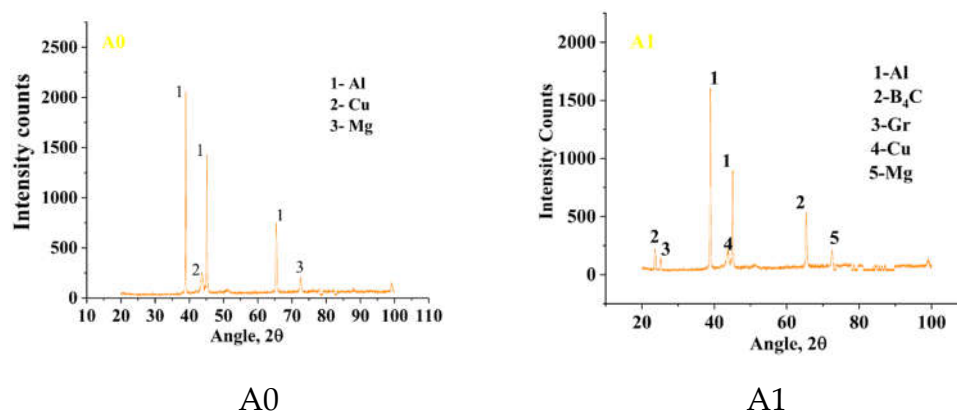 A0
Intensity counts
2500
2000
1500
1000
500
0
1- Al
2- Cu
3- Mg
1
1
2
1
3
10 20 30 40 50 60 70 80 90 100 110
Angle, 2θ
A0
A1
Intensity Counts
2000
1500
1000
500
0
1-Al
2-B₄C
3-Gr
4-Cu
5-Mg
1
1
2
3
4
2
5
20 40 60 80 100
Angle, 2θ
A1